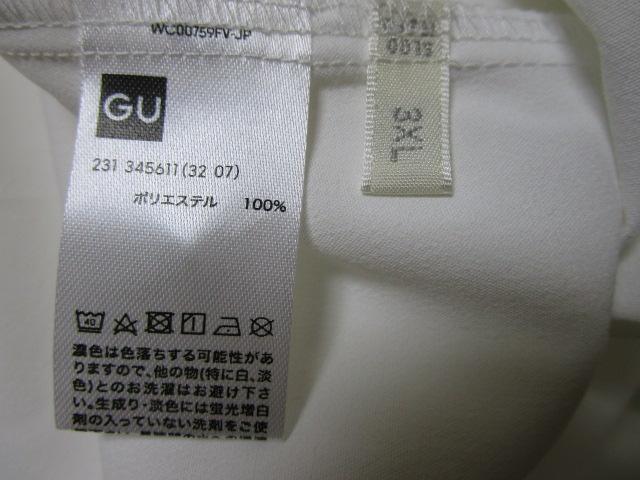 WC00759FV-JP
GU
231 345611(32 07)
ポリエステル 100%
40
濃色は色落ちする可能性があ
りますので、他の物(特に白、淡
色)とのお洗濯はお避け下さ
い。生成り・淡色には蛍光増白
剤の入っていない洗剤をご使
3XL